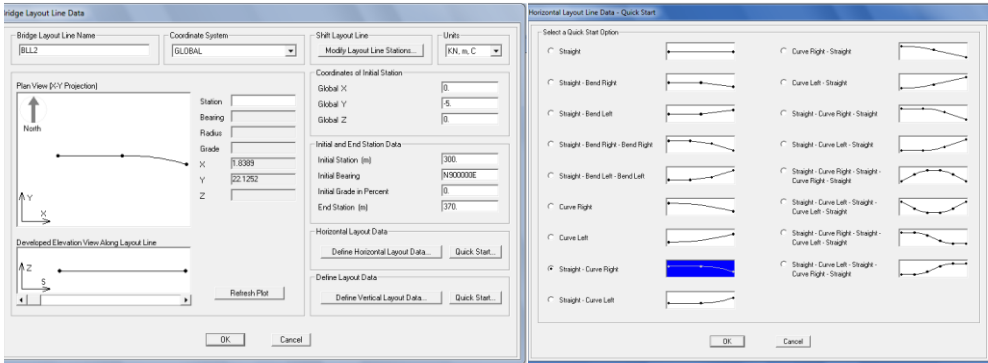 Bridge Layout Line Data
Bridge Layout Line Name
BLL2
Coordinate System
GLOBAL
Shift Layout Line
Modify Layout Line Stations...
Units
KN, m, C
Plan View (X-Y Projection)
North
Y
X
Station
Bearing
Radius
Grade
X 1.8389
Y 22.1252
Z
Coordinates of Initial Station
Global X 0.
Global Y -5.
Global Z 0.
Initial and End Station Data
Initial Station (m) 300.
Initial Bearing N900000E
Initial Grade in Percent 0.
End Station (m) 370.
Horizontal Layout Data
Define Horizontal Layout Data... Quick Start...
Developed Elevation View Along Layout Line
Z
S
Refresh Plot
Define Layout Data
Define Vertical Layout Data... Quick Start...
OK Cancel
Horizontal Layout Line Data - Quick Start
Select a Quick Start Option
Straight
Straight - Bend Right
Straight - Bend Left
Straight - Bend Right - Bend Right
Straight - Bend Left - Bend Left
Curve Right
Curve Left
Straight - Curve Right
Straight - Curve Left
Curve Right - Straight
Curve Left - Straight
Straight - Curve Right - Straight
Straight - Curve Left - Straight
Straight - Curve Right - Straight -
Curve Right - Straight
Straight - Curve Left - Straight -
Curve Left - Straight
Straight - Curve Right - Straight -
Curve Left - Straight
Straight - Curve Left - Straight -
Curve Right - Straight
OK Cancel